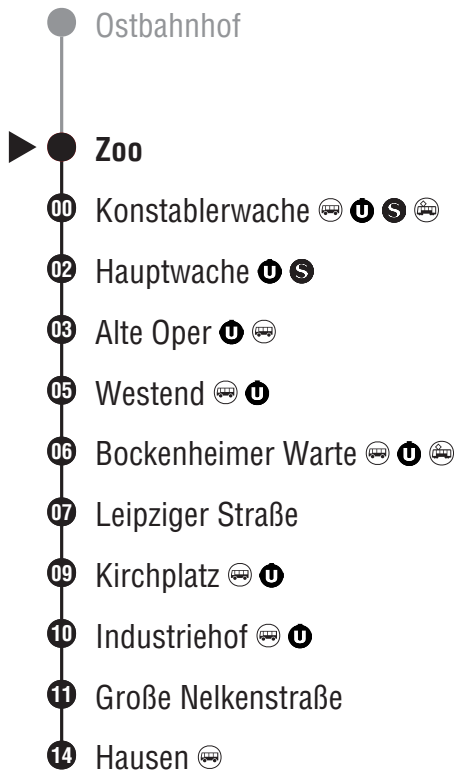 Ostbahnhof
Zoo
00 Konstablerwache U S
02 Hauptwache U S
03 Alte Oper U
05 Westend U
06 Bockenheimer Warte U
07 Leipziger Straße
09 Kirchplatz U
10 Industriehof U
11 Große Nelkenstraße
14 Hausen